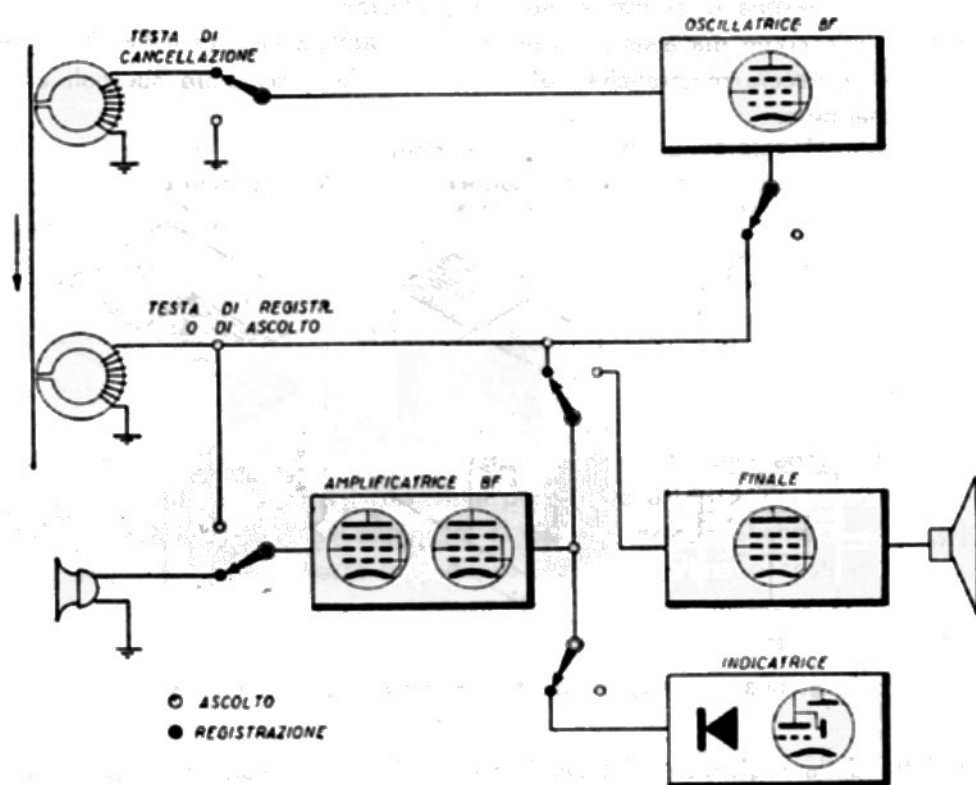 TESTA DI
CANCELLAZIONE
OSCILLATRICE BF
TESTA DI REGISTR.
O DI ASCOLTO
AMPLIFICATRICE BF
FINALE
INDICATRICE
ASCOLTO
REGISTRAZIONE